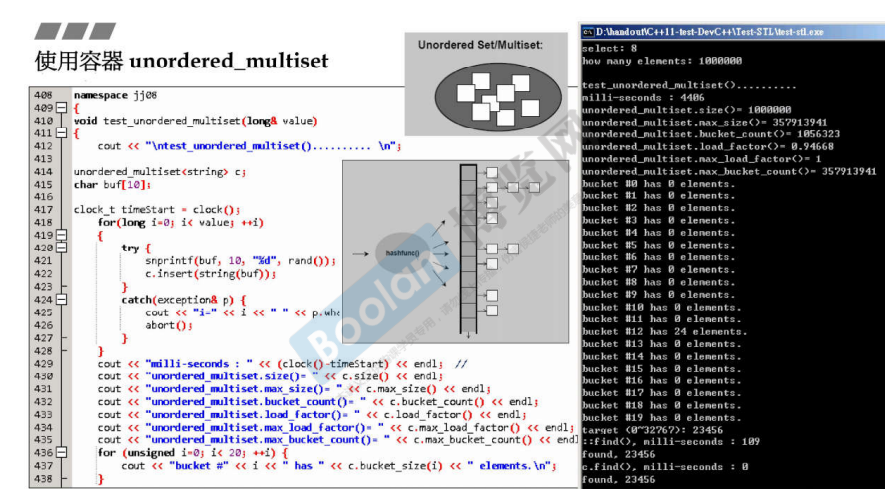 使用容器 unordered_multiset
Unordered Set/Multiset:
408 namespace jj08
409 {
410 void test_unordered_multiset(long& value)
411 {
412 cout << "\ntest_unordered_multiset().......... \n";
413
414 unordered_multiset<string> c;
415 char buf[10];
416
417 clock_t timeStart = clock();
418 for(long i=0; i< value; ++i)
419 {
420 try {
421 snprintf(buf, 10, "%d", rand());
422 c.insert(string(buf));
423 }
424 catch(exception& p) {
425 cout << "i=" << i << " " << p.wha
426 abort();
427 }
428 }
429 cout << "milli-seconds : " << (clock()-timeStart) << endl; //
430 cout << "unordered_multiset.size()= " << c.size() << endl;
431 cout << "unordered_multiset.max_size()= " << c.max_size() << endl;
432 cout << "unordered_multiset.bucket_count()= " << c.bucket_count() << endl;
433 cout << "unordered_multiset.load_factor()= " << c.load_factor() << endl;
434 cout << "unordered_multiset.max_load_factor()= " << c.max_load_factor() << endl;
435 cout << "unordered_multiset.max_bucket_count()= " << c.max_bucket_count() << endl
436 for (unsigned i=0; i< 20; ++i) {
437 cout << "bucket #" << i << " has " << c.bucket_size(i) << " elements.\n";
438 }
hashfunc()
Boolan 博览网
D:\handout\C++11-test-DevC++\Test-STL\test-stl.exe
select: 8
how many elements: 1000000
test_unordered_multiset()..........
milli-seconds : 4406
unordered_multiset.size()= 1000000
unordered_multiset.max_size()= 357913941
unordered_multiset.bucket_count()= 1056323
unordered_multiset.load_factor()= 0.94668
unordered_multiset.max_load_factor()= 1
unordered_multiset.max_bucket_count()= 357913941
bucket #0 has 0 elements.
bucket #1 has 0 elements.
bucket #2 has 0 elements.
bucket #3 has 0 elements.
bucket #4 has 0 elements.
bucket #5 has 0 elements.
bucket #6 has 0 elements.
bucket #7 has 0 elements.
bucket #8 has 0 elements.
bucket #9 has 0 elements.
bucket #10 has 0 elements.
bucket #11 has 0 elements.
bucket #12 has 24 elements.
bucket #13 has 0 elements.
bucket #14 has 0 elements.
bucket #15 has 0 elements.
bucket #16 has 0 elements.
bucket #17 has 0 elements.
bucket #18 has 0 elements.
bucket #19 has 0 elements.
target (0~32767): 23456
::find(), milli-seconds : 109
found, 23456
c.find(), milli-seconds : 0
found, 23456